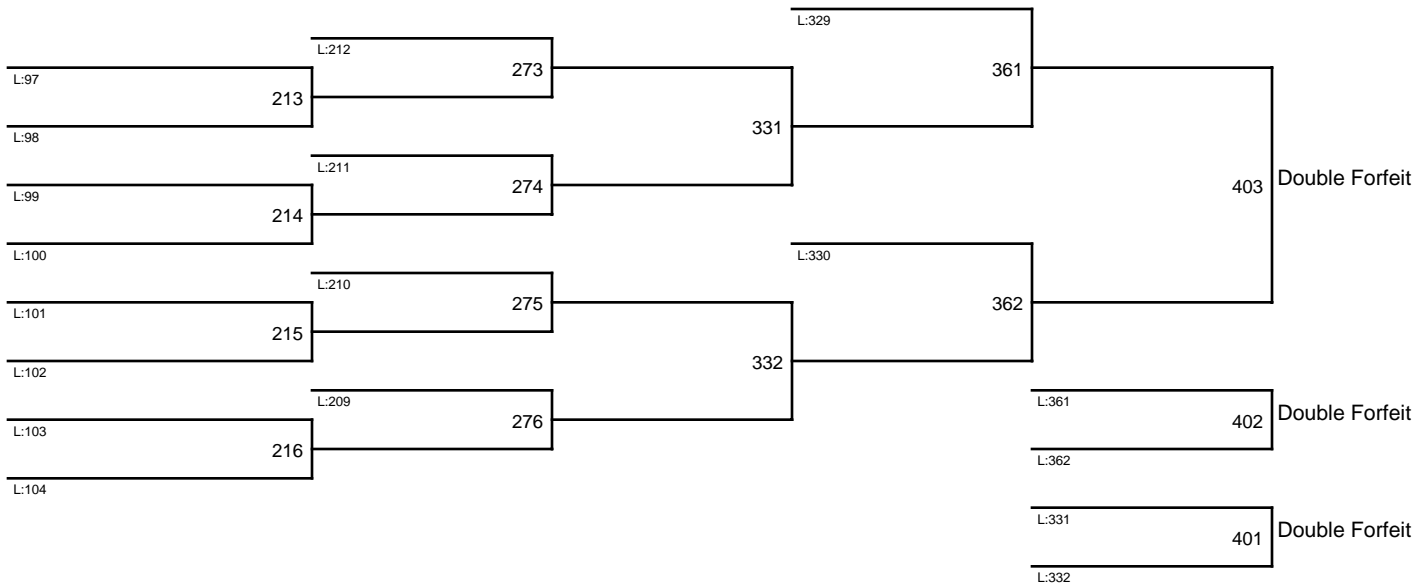 L:329
L:212
273
361
L:97
213
L:98
331
L:211
274
L:99
Double Forfeit
403
214
L:100
L:330
L:210
275
362
L:101
215
L:102
332
L:209
L:361
276
402
Double Forfeit
L:103
216
L:362
L:104
L:331
401
Double Forfeit
L:332